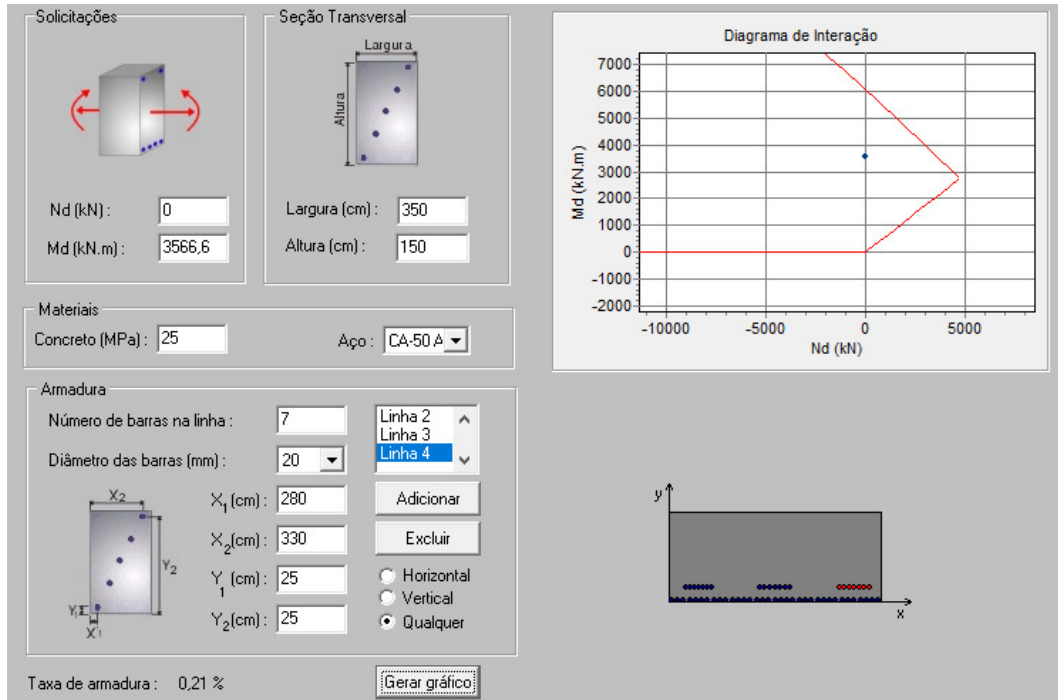 Solicitações
Nd (kN) :
0
Md (kN.m) :
3566,6
Seção Transversal
Largura
Altura
Largura (cm) :
350
Altura (cm) :
150
Diagrama de Interação
Md (kN.m)
7000
6000
5000
4000
3000
2000
1000
0
-1000
-2000
-10000
-5000
0
5000
Nd (kN)
Materiais
Concreto (MPa) :
25
Aço :
CA-50 A
Armadura
Número de barras na linha :
7
Diâmetro das barras (mm) :
20
Linha 2
Linha 3
Linha 4
X2
Y2
Y1
X1
X1(cm) :
280
X2(cm) :
330
Y1 (cm) :
25
Y2(cm) :
25
Adicionar
Excluir
Horizontal
Vertical
Qualquer
Taxa de armadura : 0,21 %
Gerar gráfico
y
x